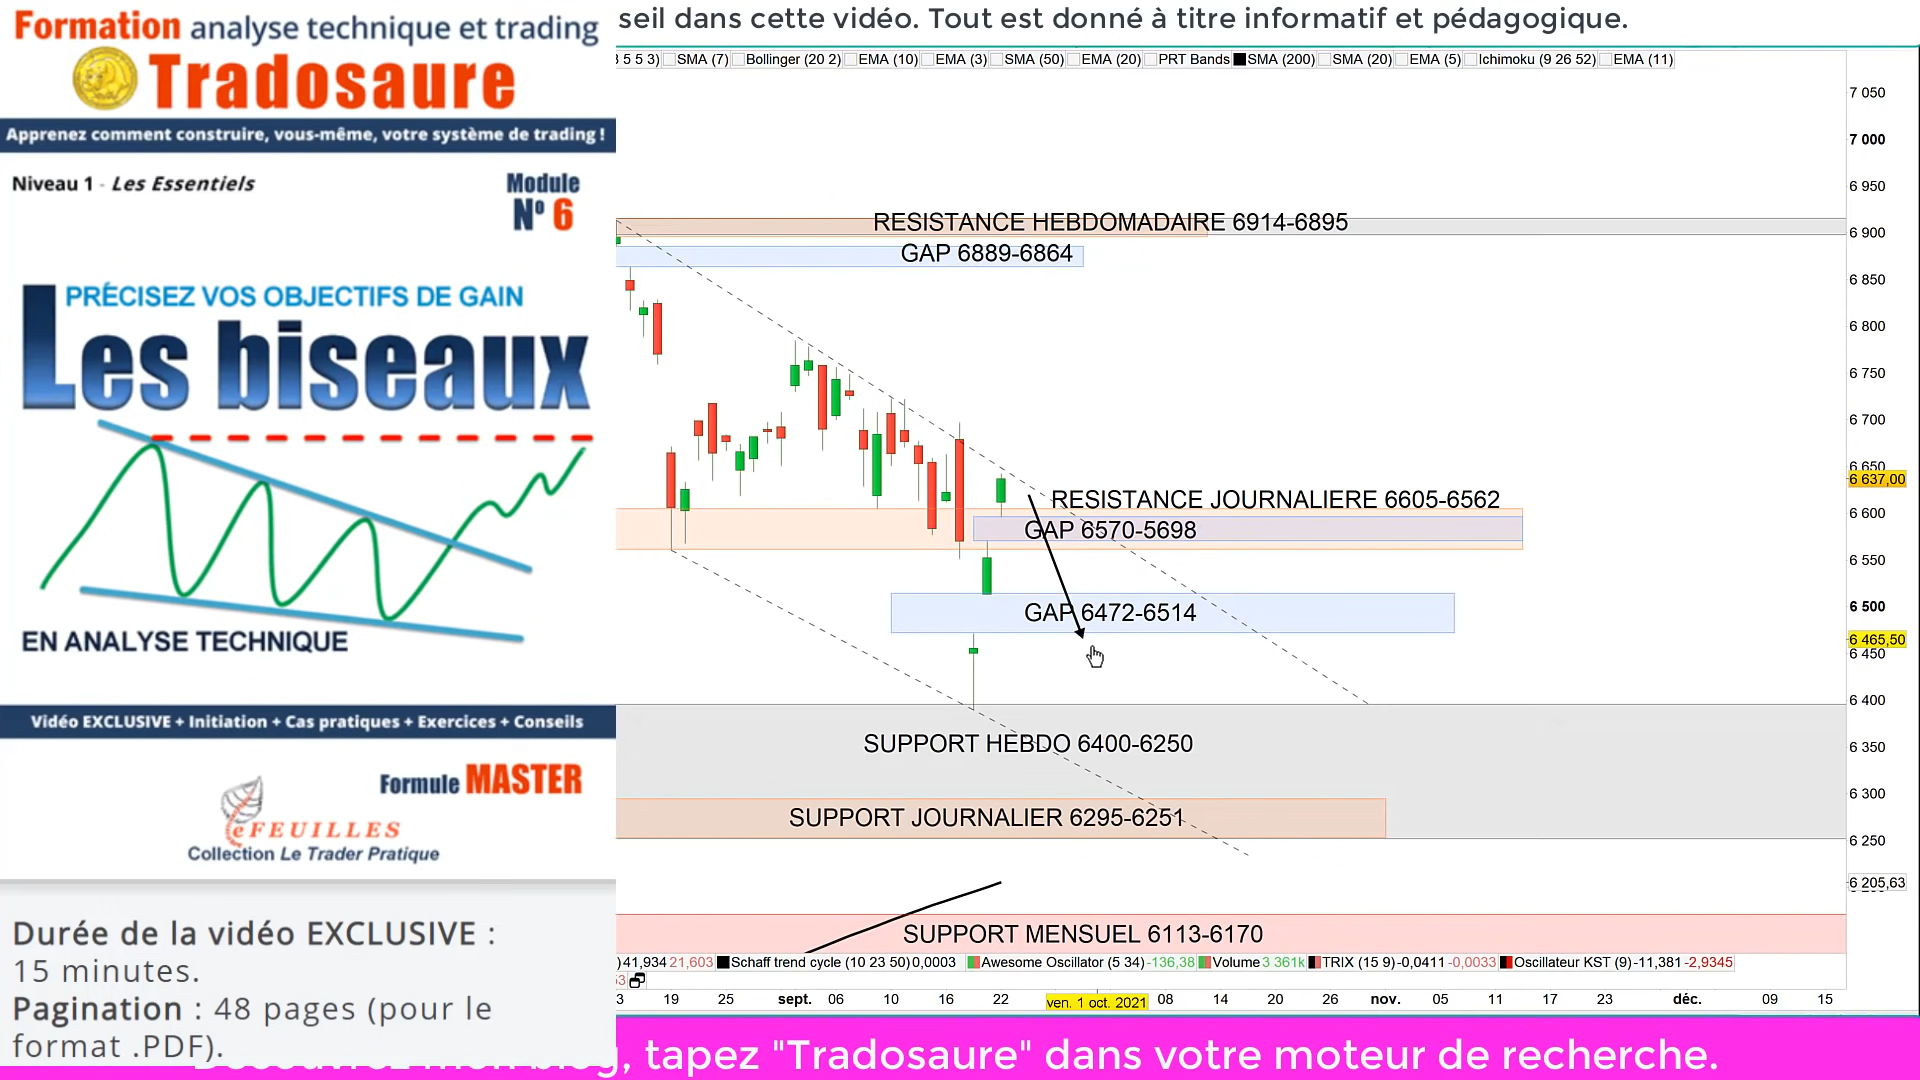 Formation analyse technique et trading
Tradosaure
Apprenez comment construire, vous-même, votre système de trading !
Niveau 1 - Les Essentiels
Module
N° 6
PRÉCISEZ VOS OBJECTIFS DE GAIN
Les biseaux
EN ANALYSE TECHNIQUE
Vidéo EXCLUSIVE + Initiation + Cas pratiques + Exercices + Conseils
Formule MASTER
eFEUILLES
Collection Le Trader Pratique
Durée de la vidéo EXCLUSIVE :
15 minutes.
Pagination : 48 pages (pour le
format .PDF).
seil dans cette vidéo. Tout est donné à titre informatif et pédagogique.
3 5 5 3) SMA (7) Bollinger (20 2) EMA (10) EMA (3) SMA (50) EMA (20) PRT Bands SMA (200) SMA (20) EMA (5) Ichimoku (9 26 52) EMA (11)
RESISTANCE HEBDOMADAIRE 6914-6895
GAP 6889-6864
RESISTANCE JOURNALIERE 6605-6562
GAP 6570-5698
GAP 6472-6514
SUPPORT HEBDO 6400-6250
SUPPORT JOURNALIER 6295-6251
SUPPORT MENSUEL 6113-6170
7 050
7 000
6 950
6 900
6 850
6 800
6 750
6 700
6 650
6 637,00
6 600
6 550
6 500
6 465,50
6 450
6 400
6 350
6 300
6 250
6 205,63
)41,934 21,603 Schaff trend cycle (10 23 50) 0,0003 Awesome Oscillator (5 34) -136,38 Volume 3 361k TRIX (15 9) -0,0411 -0,0033 Oscillateur KST (9) -11,381 -2,9345
3 19 25 sept. 06 10 16 22 ven. 1 oct. 2021 08 14 20 26 nov. 05 11 17 23 déc. 09 15
, tapez "Tradosaure" dans votre moteur de recherche.